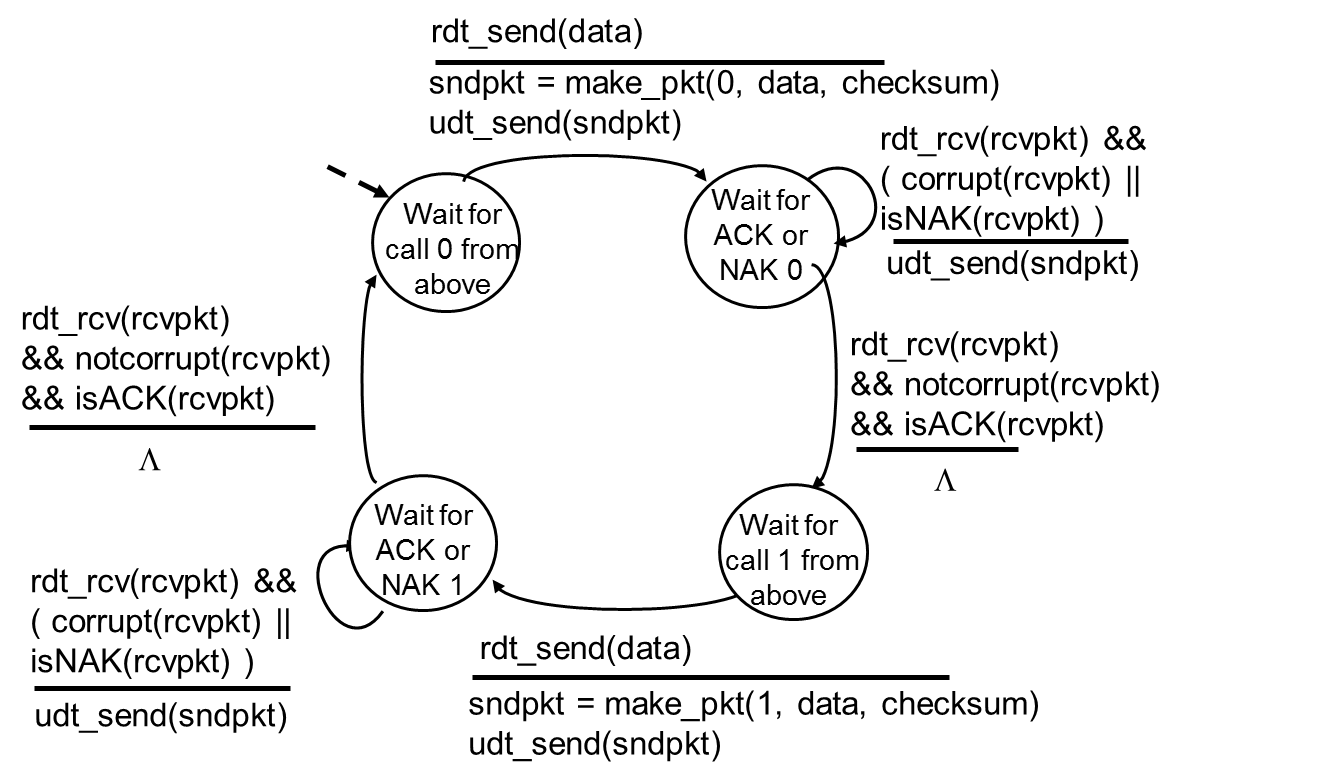 rdt_send(data)
sndpkt = make_pkt(0, data, checksum)
udt_send(sndpkt)
rdt_rcv(rcvpkt) &&
( corrupt(rcvpkt) ||
isNAK(rcvpkt) )
udt_send(sndpkt)
Wait for
call 0 from
above
Wait for
ACK or
NAK 0
rdt_rcv(rcvpkt)
&& notcorrupt(rcvpkt)
&& isACK(rcvpkt)
Λ
rdt_rcv(rcvpkt)
&& notcorrupt(rcvpkt)
&& isACK(rcvpkt)
Λ
Wait for
ACK or
NAK 1
Wait for
call 1 from
above
rdt_rcv(rcvpkt) &&
( corrupt(rcvpkt) ||
isNAK(rcvpkt) )
udt_send(sndpkt)
rdt_send(data)
sndpkt = make_pkt(1, data, checksum)
udt_send(sndpkt)